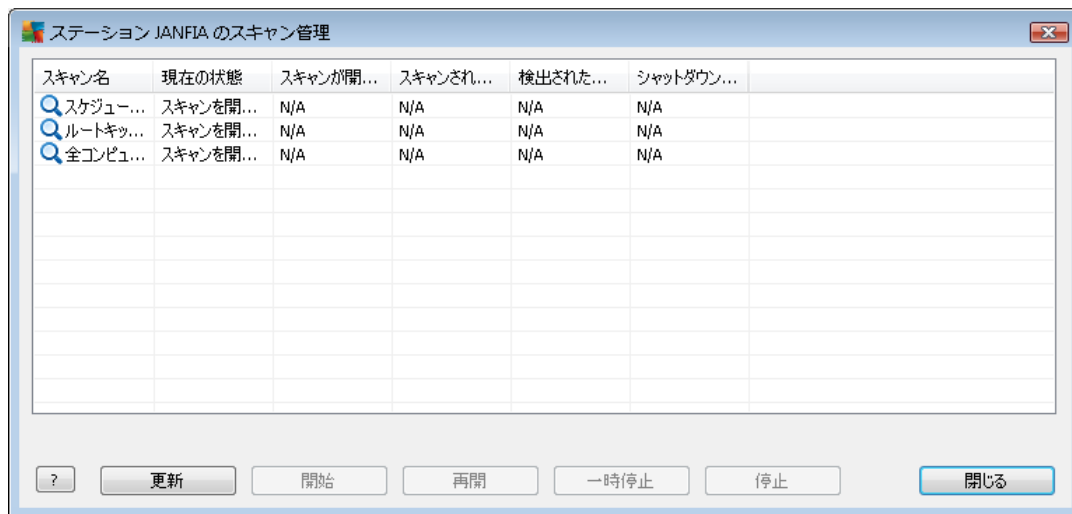 ステーション JANFIA のスキャン管理
スキャン名 現在の状態 スキャンが開... スキャンされ... 検出された... シャットダウン...
スケジュー... スキャンを開... N/A N/A N/A N/A
ルートキッ... スキャンを開... N/A N/A N/A N/A
全コンピュ... スキャンを開... N/A N/A N/A N/A
? 更新 開始 再開 一時停止 停止 閉じる